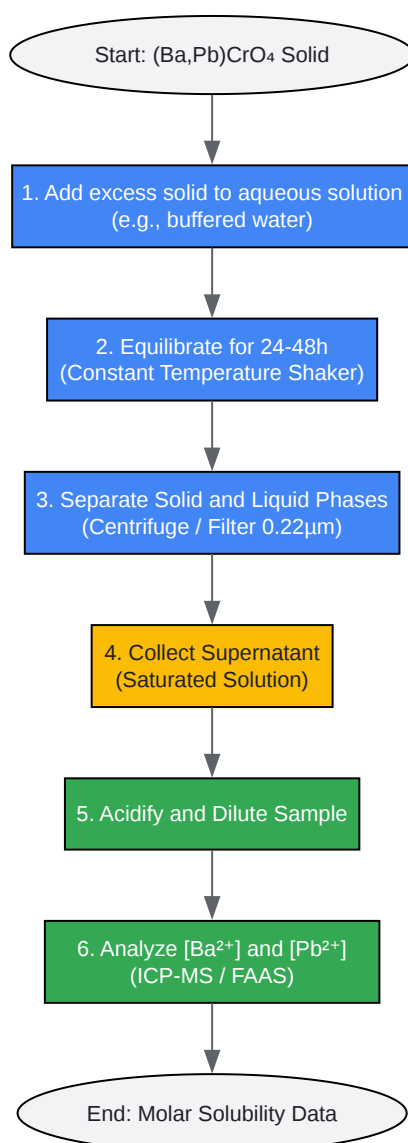 Start: (Ba,Pb)CrO₄ Solid
1. Add excess solid to aqueous solution
(e.g., buffered water)
2. Equilibrate for 24-48h
(Constant Temperature Shaker)
3. Separate Solid and Liquid Phases
(Centrifuge / Filter 0.22µm)
4. Collect Supernatant
(Saturated Solution)
5. Acidify and Dilute Sample
6. Analyze [Ba²⁺] and [Pb²⁺]
(ICP-MS / FAAS)
End: Molar Solubility Data